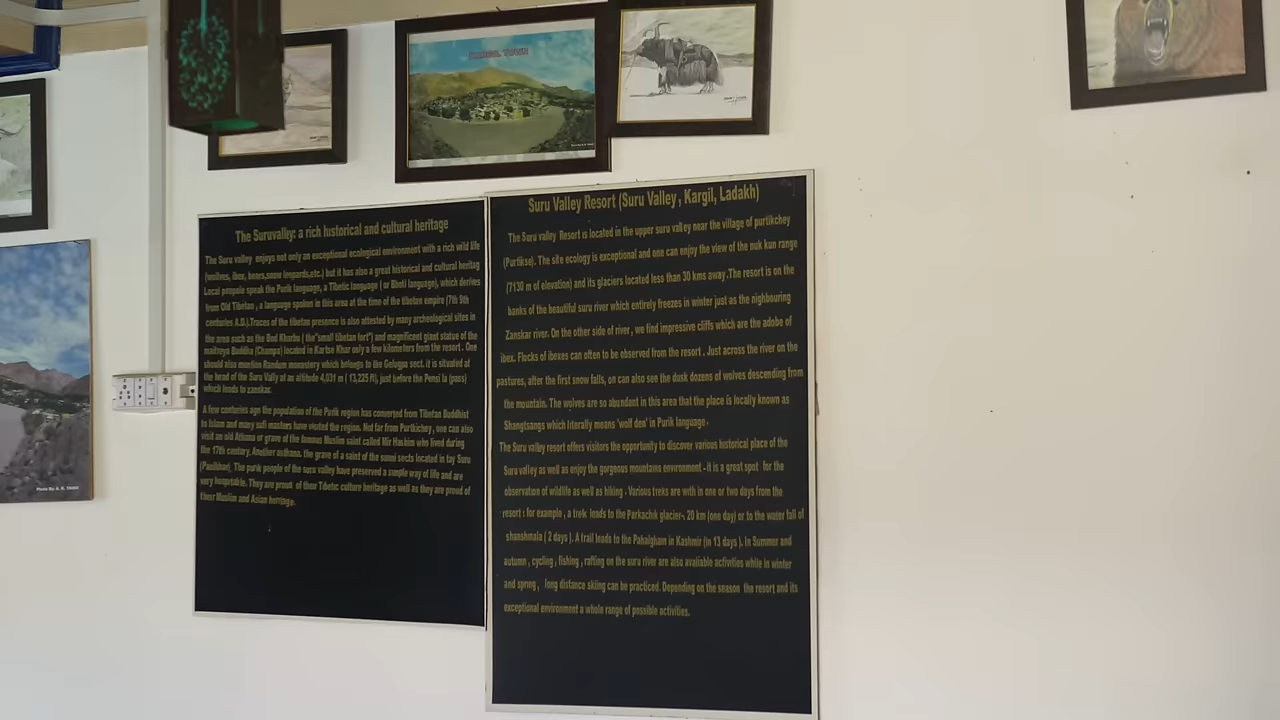 KARGIL TOWN
The Suruvalley: a rich historical and cultural heritage
The Suru valley enjoys not only an exceptional ecological environment with a rich wild life
(wolives, ibex, bears,snow leopards,etc.) but it has also a great historical and cultural heritag
Local propole speak the Purik language, a Tibetic language ( or Bhoti language), which derives
from Old Tibetan , a language spoken in this area at the time of the tibetan empire (7th 9th
centuries A.D.).Traces of the tibetan presence is also attested by many archeological sites in
the area such as the Bod Kharbu ( the"small tibetan fort") and magnificent giant statue of the
maitreya Buddha (Champa) located in Kartse Khar only a few kilometers from the resort . One
should also mention Randum monastery which belongs to the Gelugpa sect. it is situated at
the head of the Suru Vally at an altitude 4,031 m ( 13,225 ft), just before the Pensi la (pass)
which leads to zanskar.
A few centuries ago the population of the Purik region has converted from Tibetan Buddhist
to Islam and many sufi masters have visited the region. Not far from Purtkichey, one can also
visit an old Athana or grave of the famous Muslim saint called Mir Hashim who lived during
the 17th century. Another asthana. the grave of a saint of the sunni sects located in tay Suru
The purik people of the suru valley have preserved a simple way of life and are
very hospitable. They are proud of their Tibetic culture heritage as well as they are proud of
their Muslim and Asian heritage.
Suru Valley Resort (Suru Valley , Kargil, Ladakh)
The Suru valley Resort is located in the upper suru valley near the village of purtikchey
(Purtikse). The site ecology is exceptional and one can enjoy the view of the nuk kun range
(7130 m of elevation) and its glaciers located less than 30 kms away .The resort is on the
banks of the beautiful suru river which entirely freezes in winter just as the nighbouring
Zanskar river. On the other side of river , we find impressive cliffs which are the adobe of
ibex. Flocks of ibexes can often to be observed from the resort . Just across the river on the
pastures, after the first snow falls, on can also see the dusk dozens of wolves descending from
the mountain. The wolves are so abundant in this area that the place is locally known as
Shangtsangs which literally means 'wolf den' in Purik language .
The Suru valley resort offers visitors the opportunity to discover various historical place of the
Suru valley as well as enjoy the gorgeous mountains environment - it is a great spot for the
observation of wildlife as well as hiking . Various treks are with in one or two days from the
resort : for example , a trek leads to the Parkachik glacier-, 20 km (one day) or to the water fall of
shanshmala ( 2 days ). A trail leads to the Pahalgham in Kashmir (in 13 days ). In Summer and
autumn , cycling , fishing , rafting on the suru river are also avaliable activities while in winter
and spring , long distance skiing can be practiced. Depending on the season the resort and its
exceptional environment a whole range of possible activities.